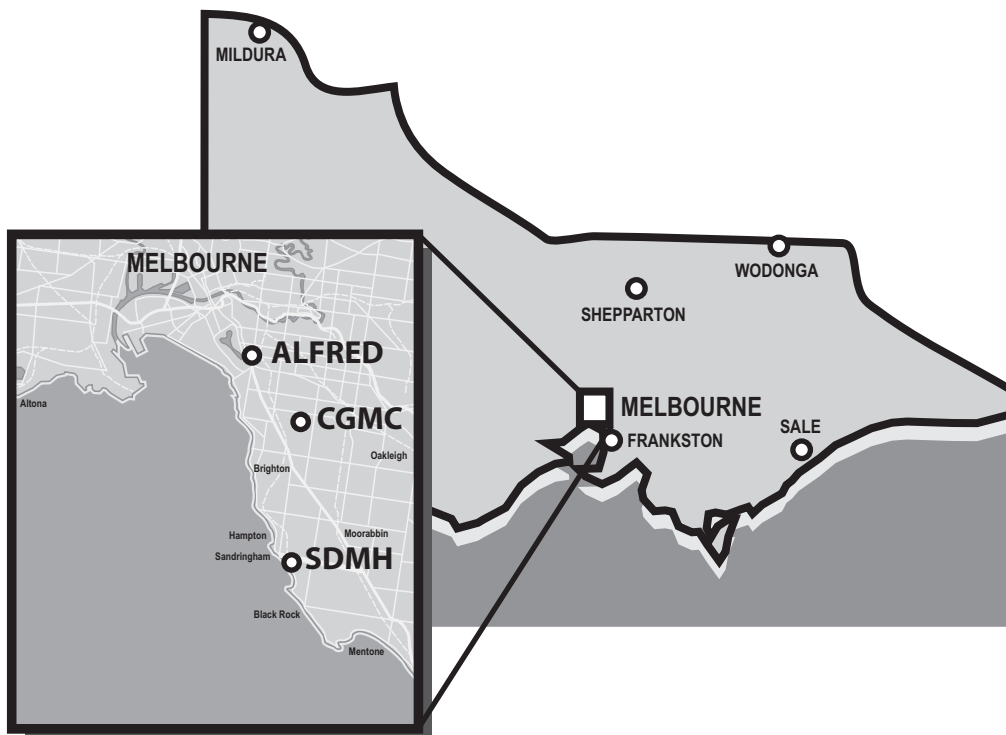 MILDURA
WODONGA
SHEPPARTON
MELBOURNE
FRANKSTON
SALE
MELBOURNE
ALFRED
Altona
CGMC
Oakleigh
Brighton
Hampton
Moorabbin
Sandringham
SDMH
Black Rock
Mentone